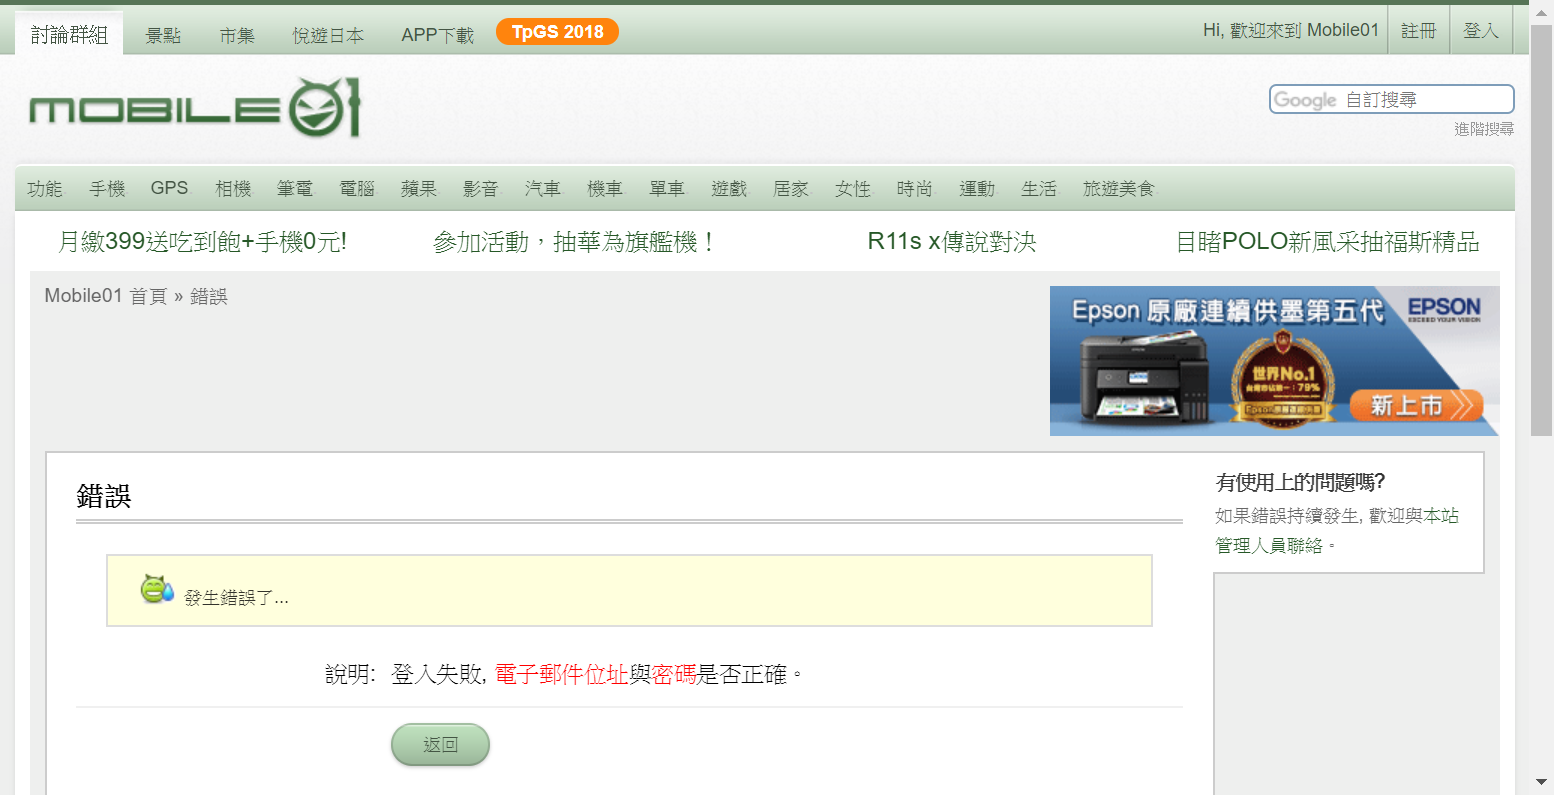 討論群組 景點 市集 悅遊日本 APP下載 TpGS 2018 Hi, 歡迎來到 Mobile01 註冊 登入
MOBILE01
Google 自訂搜尋
進階搜尋
功能 手機 GPS 相機 筆電 電腦 蘋果 影音 汽車 機車 單車 遊戲 居家 女性 時尚 運動 生活 旅遊美食
月繳399送吃到飽+手機0元! 參加活動，抽華為旗艦機！ R11s x傳說對決 目睹POLO新風采抽福斯精品
Mobile01 首頁 » 錯誤
Epson 原廠連續供墨第五代 EPSON
EXCEED YOUR VISION
世界No.1
新上市
錯誤
發生錯誤了...
說明: 登入失敗, 電子郵件位址與密碼是否正確。
返回
有使用上的問題嗎?
如果錯誤持續發生, 歡迎與本站
管理人員聯絡。